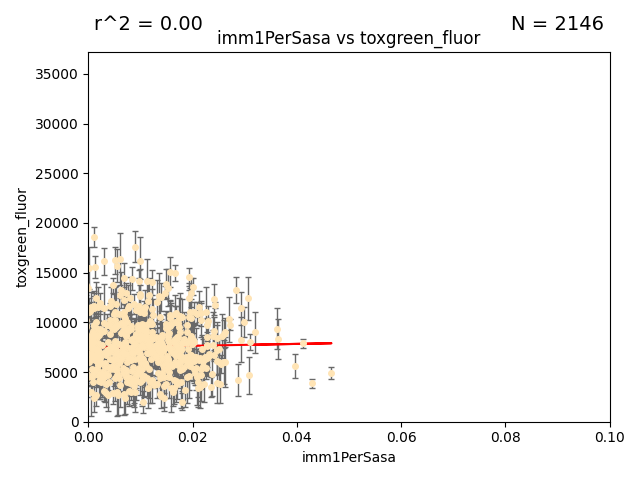 r^2 = 0.00
N = 2146
imm1PerSasa vs toxgreen_fluor
35000
30000
25000
20000
15000
10000
5000
0
toxgreen_fluor
0.00
0.02
0.04
0.06
0.08
0.10
imm1PerSasa